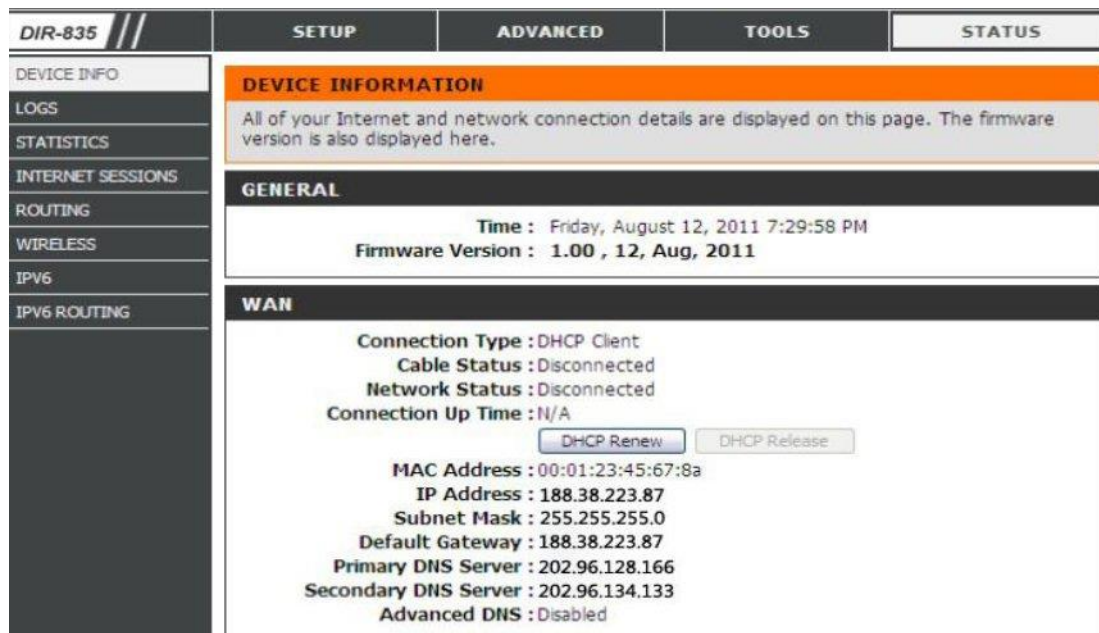 DIR-835
SETUP
ADVANCED
TOOLS
STATUS
DEVICE INFO
LOGS
STATISTICS
INTERNET SESSIONS
ROUTING
WIRELESS
IPV6
IPV6 ROUTING
DEVICE INFORMATION
All of your Internet and network connection details are displayed on this page. The firmware
version is also displayed here.
GENERAL
Time : Friday, August 12, 2011 7:29:58 PM
Firmware Version : 1.00 , 12, Aug, 2011
WAN
Connection Type : DHCP Client
Cable Status : Disconnected
Network Status : Disconnected
Connection Up Time : N/A
DHCP Renew DHCP Release
MAC Address : 00:01:23:45:67:8a
IP Address : 188.38.223.87
Subnet Mask : 255.255.255.0
Default Gateway : 188.38.223.87
Primary DNS Server : 202.96.128.166
Secondary DNS Server : 202.96.134.133
Advanced DNS : Disabled